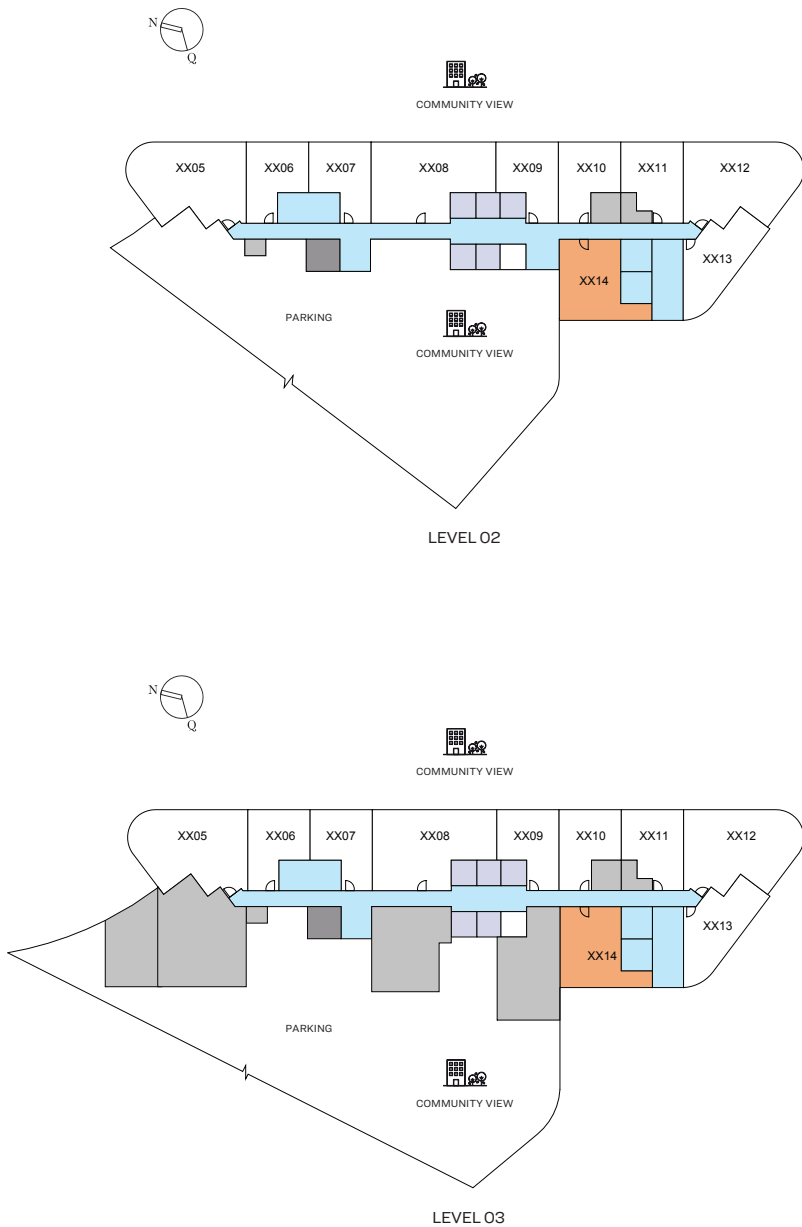 N
Q
COMMUNITY VIEW
XX05 XX06 XX07 XX08 XX09 XX10 XX11 XX12
XX13
XX14
PARKING
COMMUNITY VIEW
LEVEL 02
N
Q
COMMUNITY VIEW
XX05 XX06 XX07 XX08 XX09 XX10 XX11 XX12
XX13
XX14
PARKING
COMMUNITY VIEW
LEVEL 03